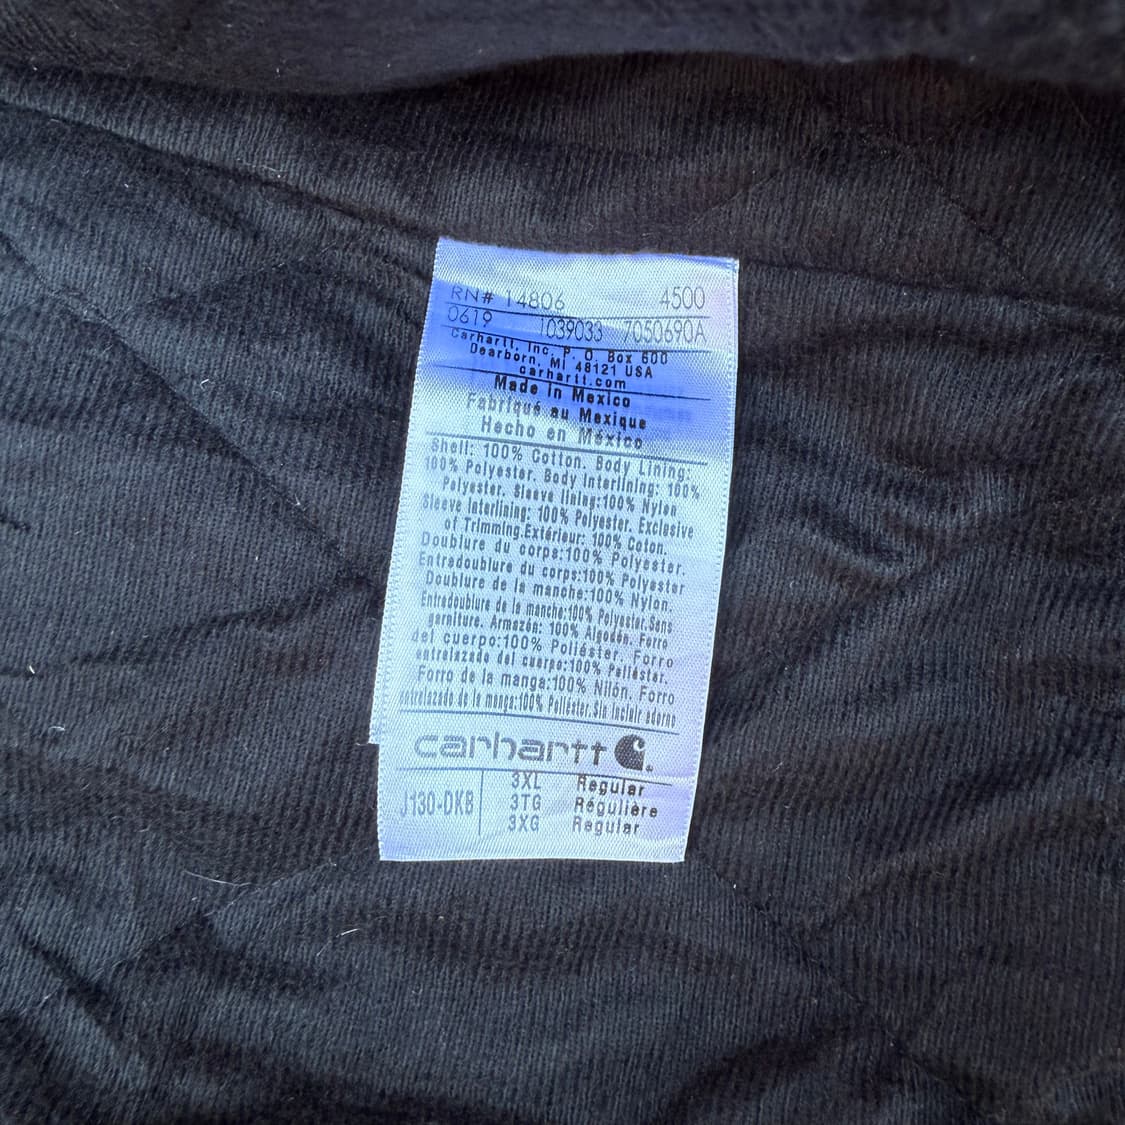 RN# 14806 4500
0619 1039033 7050690A
Carhartt, Inc. P. O. Box 600
Dearborn, MI 48121 USA
carhartt.com
Made in Mexico
Fabriqué au Mexique
Hecho en México
Shell: 100% Cotton. Body Lining:
100% Polyester. Body Interlining: 100%
Polyester. Sleeve lining:100% Nylon
Sleeve Interlining: 100% Polyester. Exclusive
of Trimming.Extérieur: 100% Coton.
Doublure du corps:100% Polyester.
Entredoublure du corps:100% Polyester
Doublure de la manche:100% Nylon.
Entredoublure de la manche:100% Polyester.Sans
garniture. Armazón: 100% Algodón. Forro
del cuerpo:100% Poliéster. Forro
entrelazado del cuerpo:100% Poliéster.
Forro de la manga:100% Nilón. Forro
entrelazado de la manga:100% Poliéster.Sin incluir adorno
carhartt
J130-DKB 3XL Regular
3TG Régulière
3XG Regular